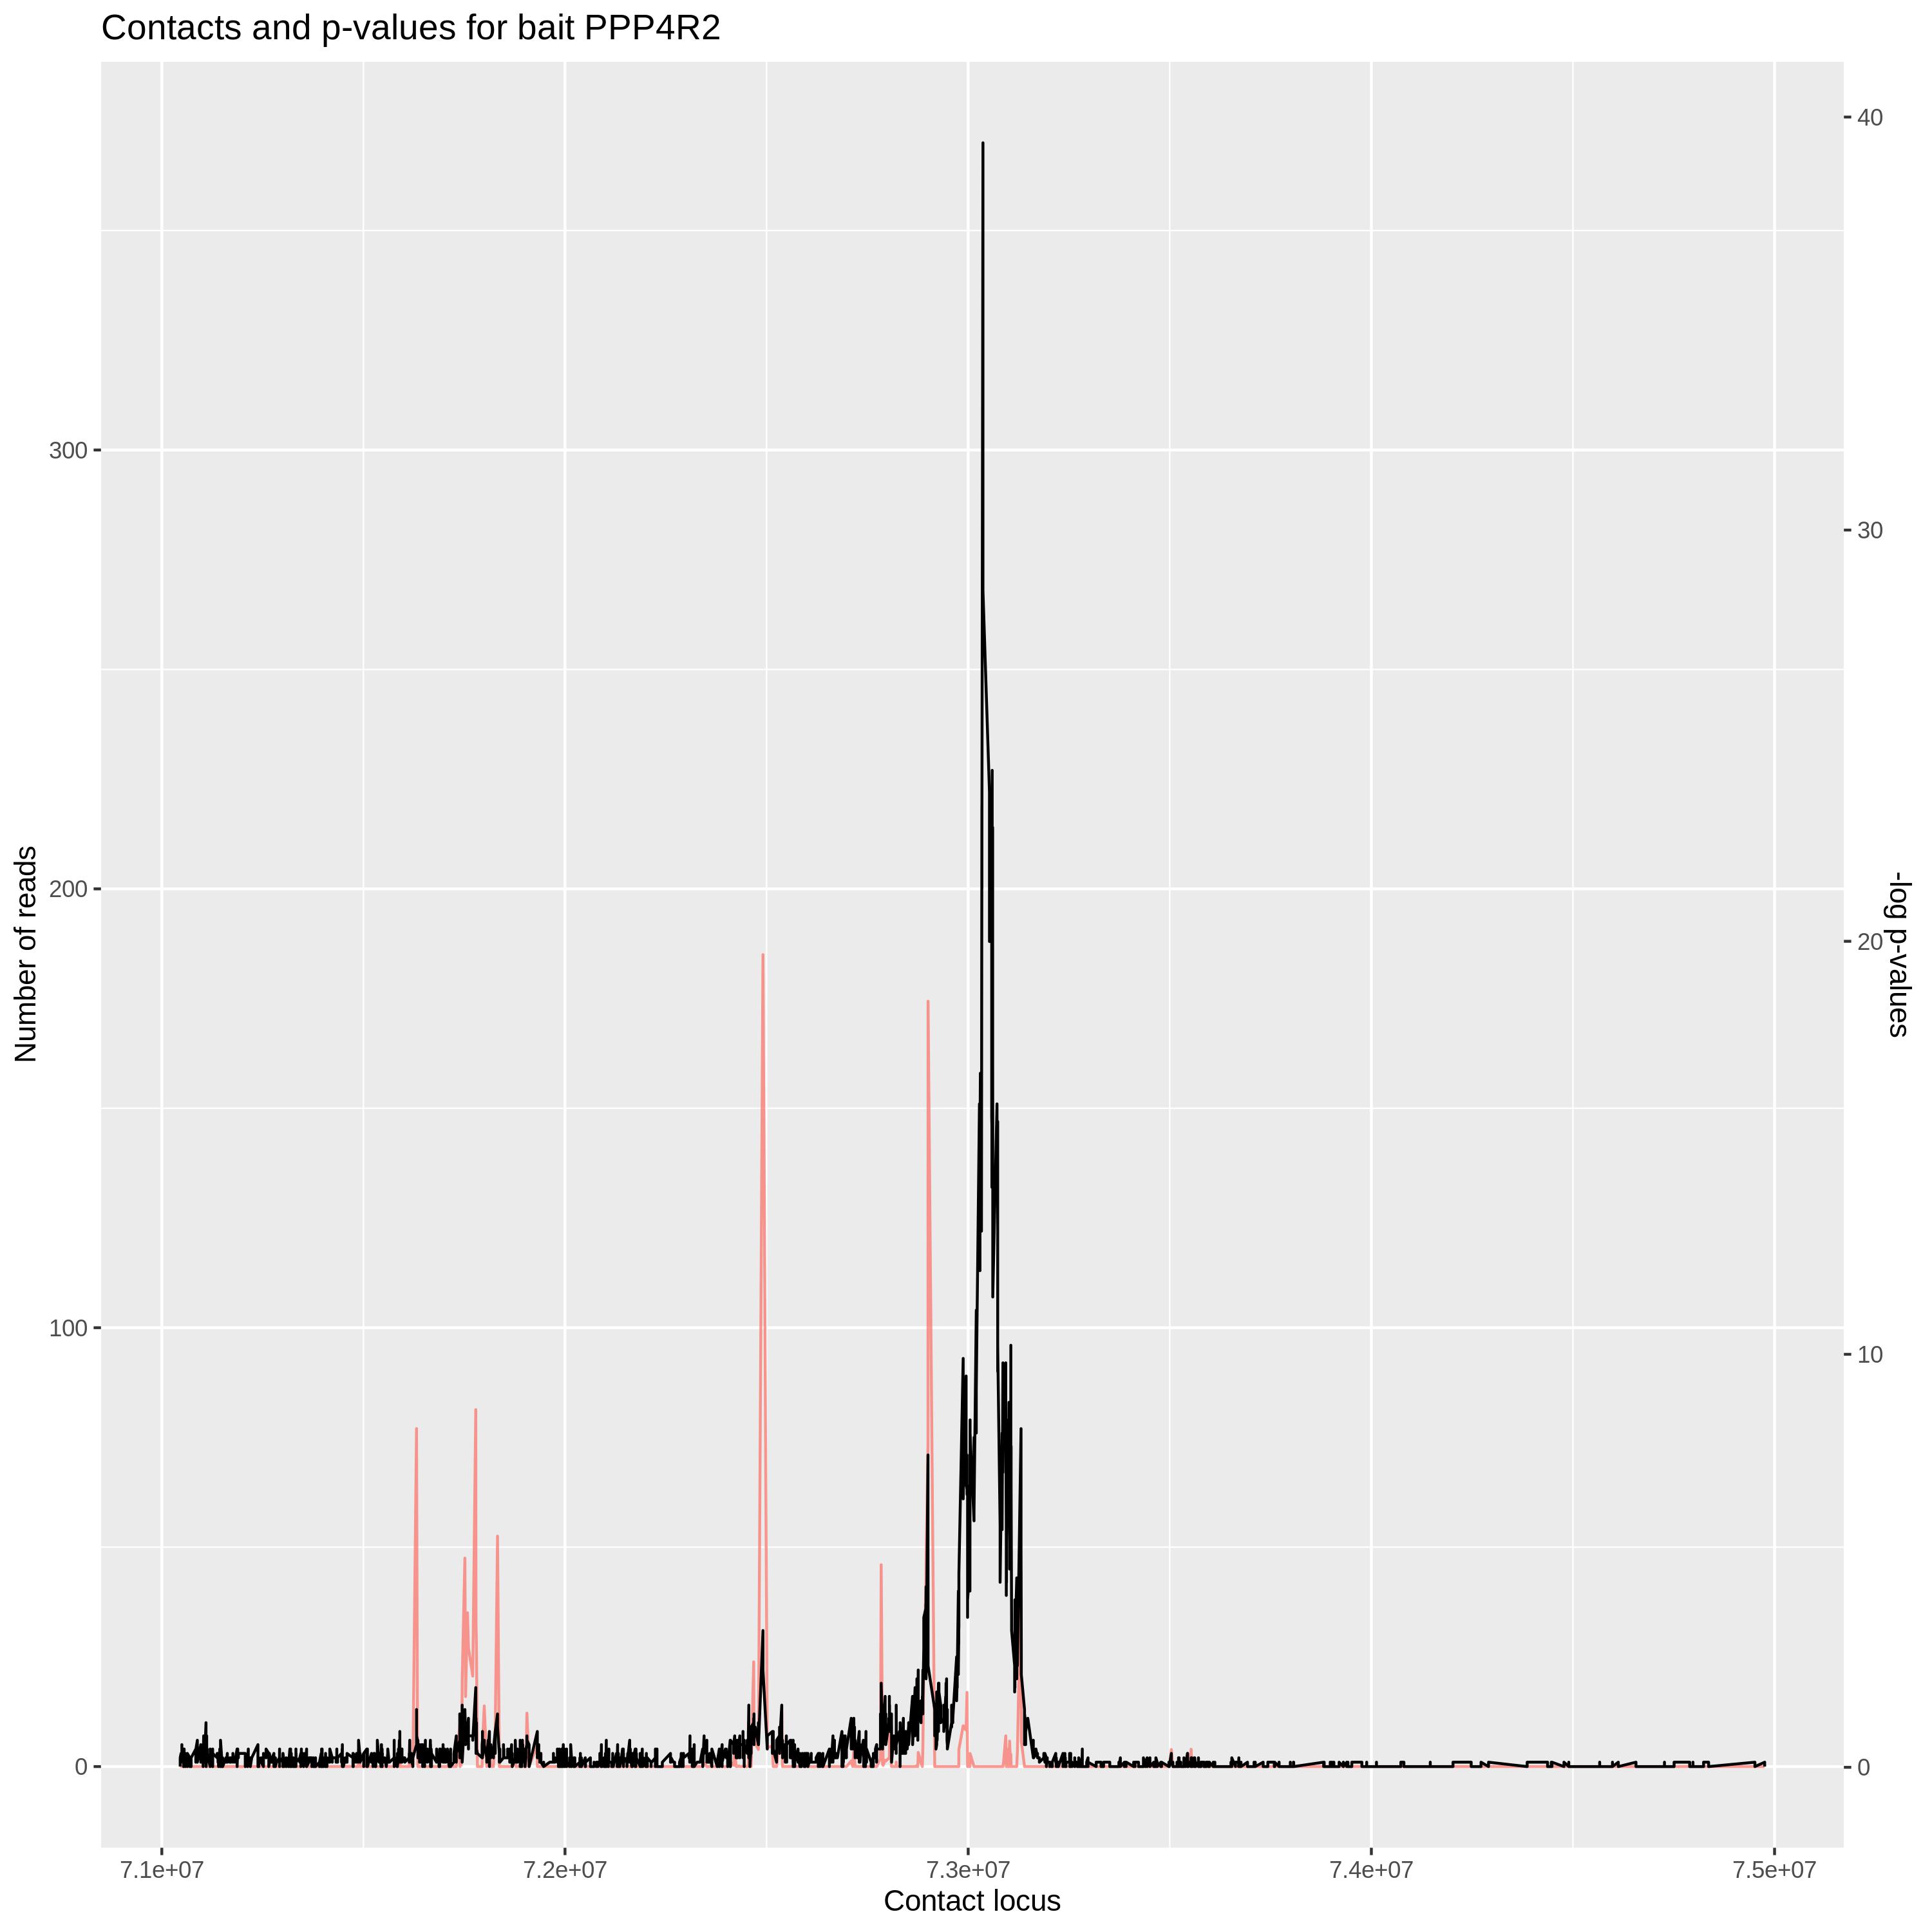 Contacts and p-values for bait PPP4R2
Number of reads
300
200
100
0
40
30
20
10
0
-log p-values
7.1e+07 7.2e+07 7.3e+07 7.4e+07 7.5e+07
Contact locus